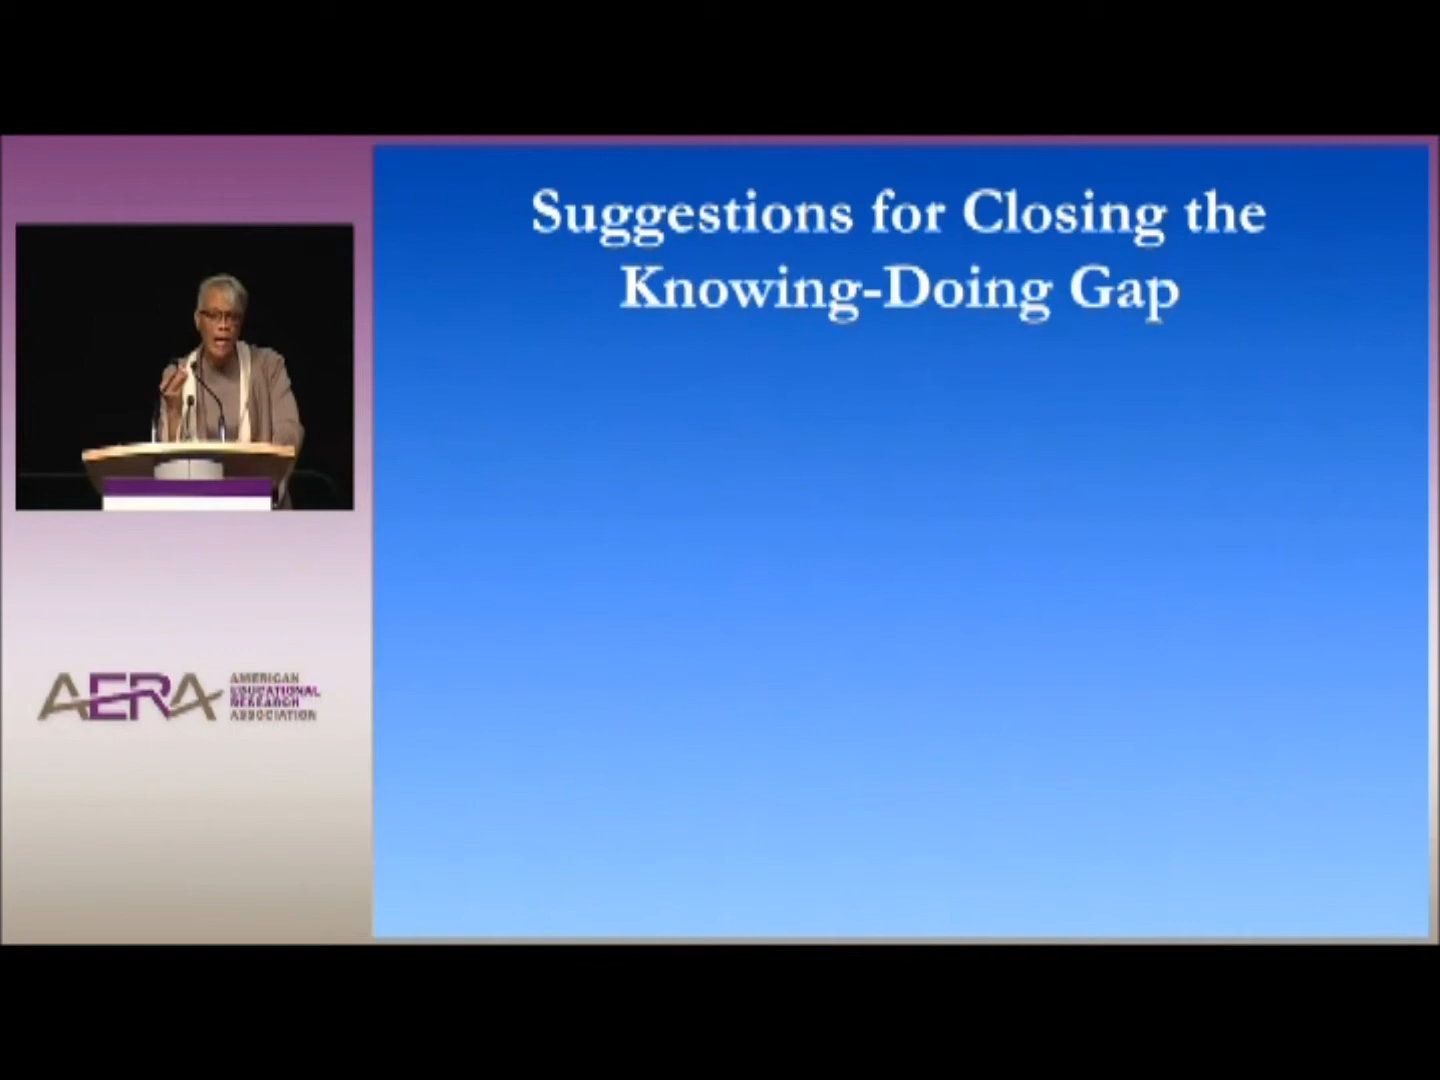 Suggestions for Closing the
Knowing-Doing Gap
AERA
AMERICAN
EDUCATIONAL
RESEARCH
ASSOCIATION